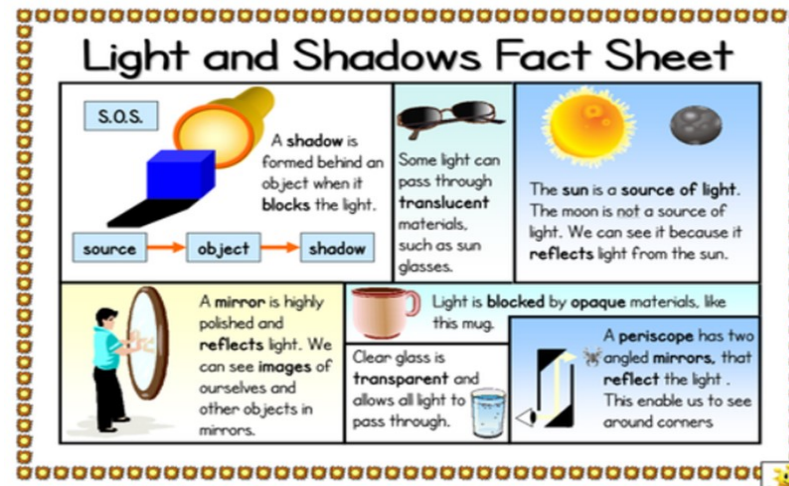 Light and Shadows Fact Sheet
S.O.S.
A shadow is
formed behind an
object when it
blocks the light.
source
object
shadow
Some light can
pass through
translucent
materials,
such as sun
glasses.
The sun is a source of light.
The moon is not a source of
light. We can see it because it
reflects light from the sun.
A mirror is highly
polished and
reflects light. We
can see images of
ourselves and
other objects in
mirrors.
Light is blocked by opaque materials, like
this mug.
Clear glass is
transparent and
allows all light to
pass through.
A periscope has two
angled mirrors, that
reflect the light .
This enable us to see
around corners